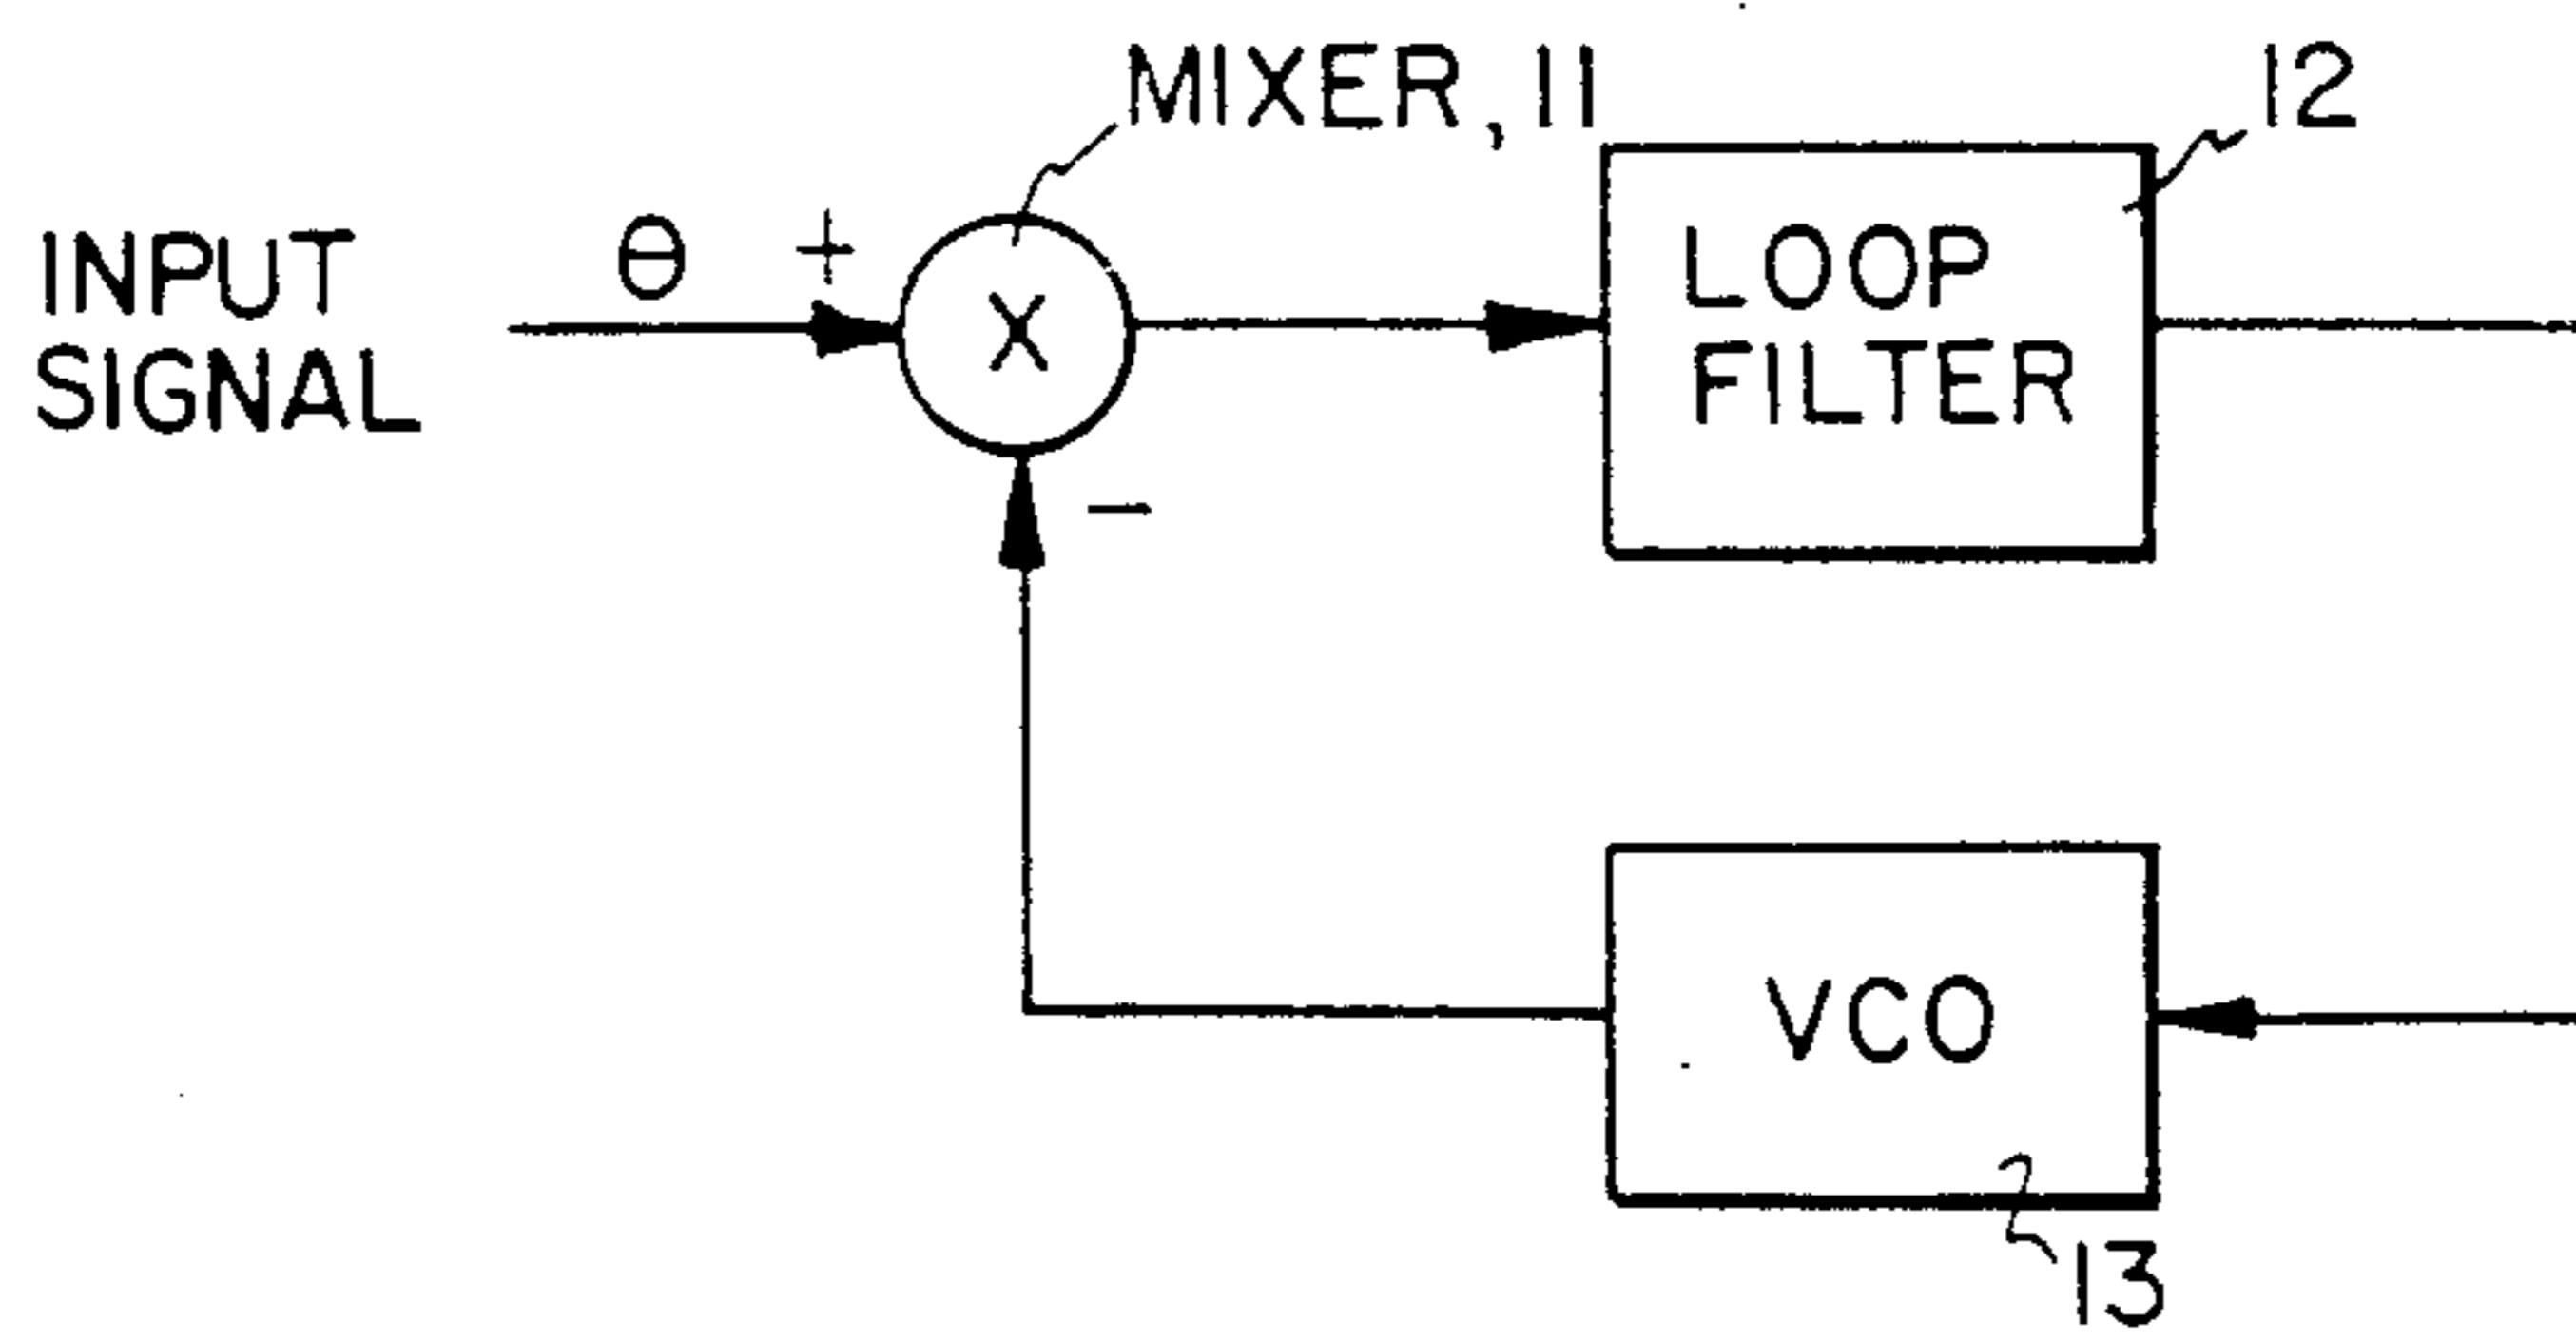 MIXER, 11
12
INPUT
SIGNAL
θ +
X
LOOP
FILTER
−
VCO
13